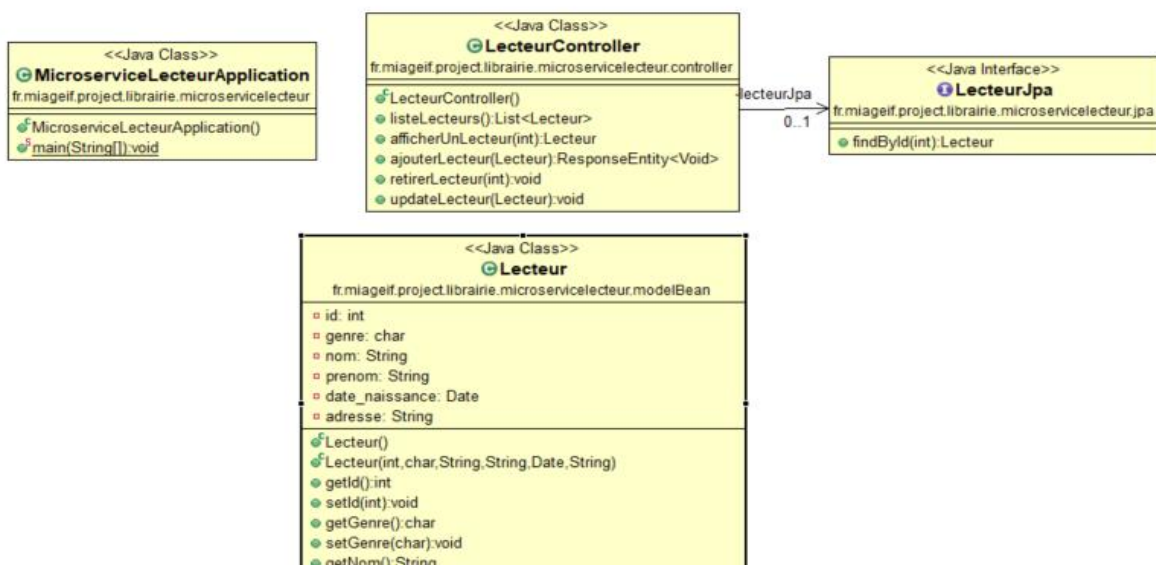 <<Java Class>>
MicroserviceLecteurApplication
fr.miageif.project.librairie.microservicelecteur
MicroserviceLecteurApplication()
main(String[]):void
<<Java Class>>
LecteurController
fr.miageif.project.librairie.microservicelecteur.controller
LecteurController()
listeLecteurs():List<Lecteur>
afficherUnLecteur(int):Lecteur
ajouterLecteur(Lecteur):ResponseEntity<Void>
retirerLecteur(int):void
updateLecteur(Lecteur):void
-lecteurJpa
0..1
<<Java Interface>>
LecteurJpa
fr.miageif.project.librairie.microservicelecteur.jpa
findById(int):Lecteur
<<Java Class>>
Lecteur
fr.miageif.project.librairie.microservicelecteur.modelBean
id: int
genre: char
nom: String
prenom: String
date_naissance: Date
adresse: String
Lecteur()
Lecteur(int,char,String,String,Date,String)
getId():int
setId(int):void
getGenre():char
setGenre(char):void
getNom():String